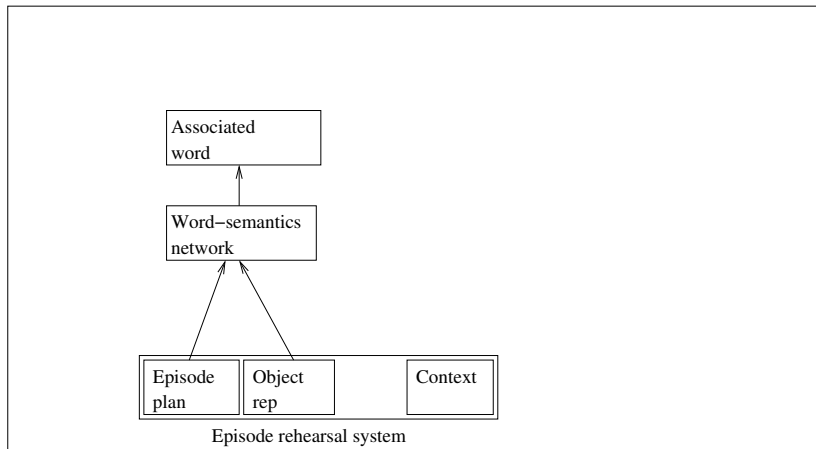 Associated
word
Word−semantics
network
Episode
plan
Object
rep
Context
Episode rehearsal system